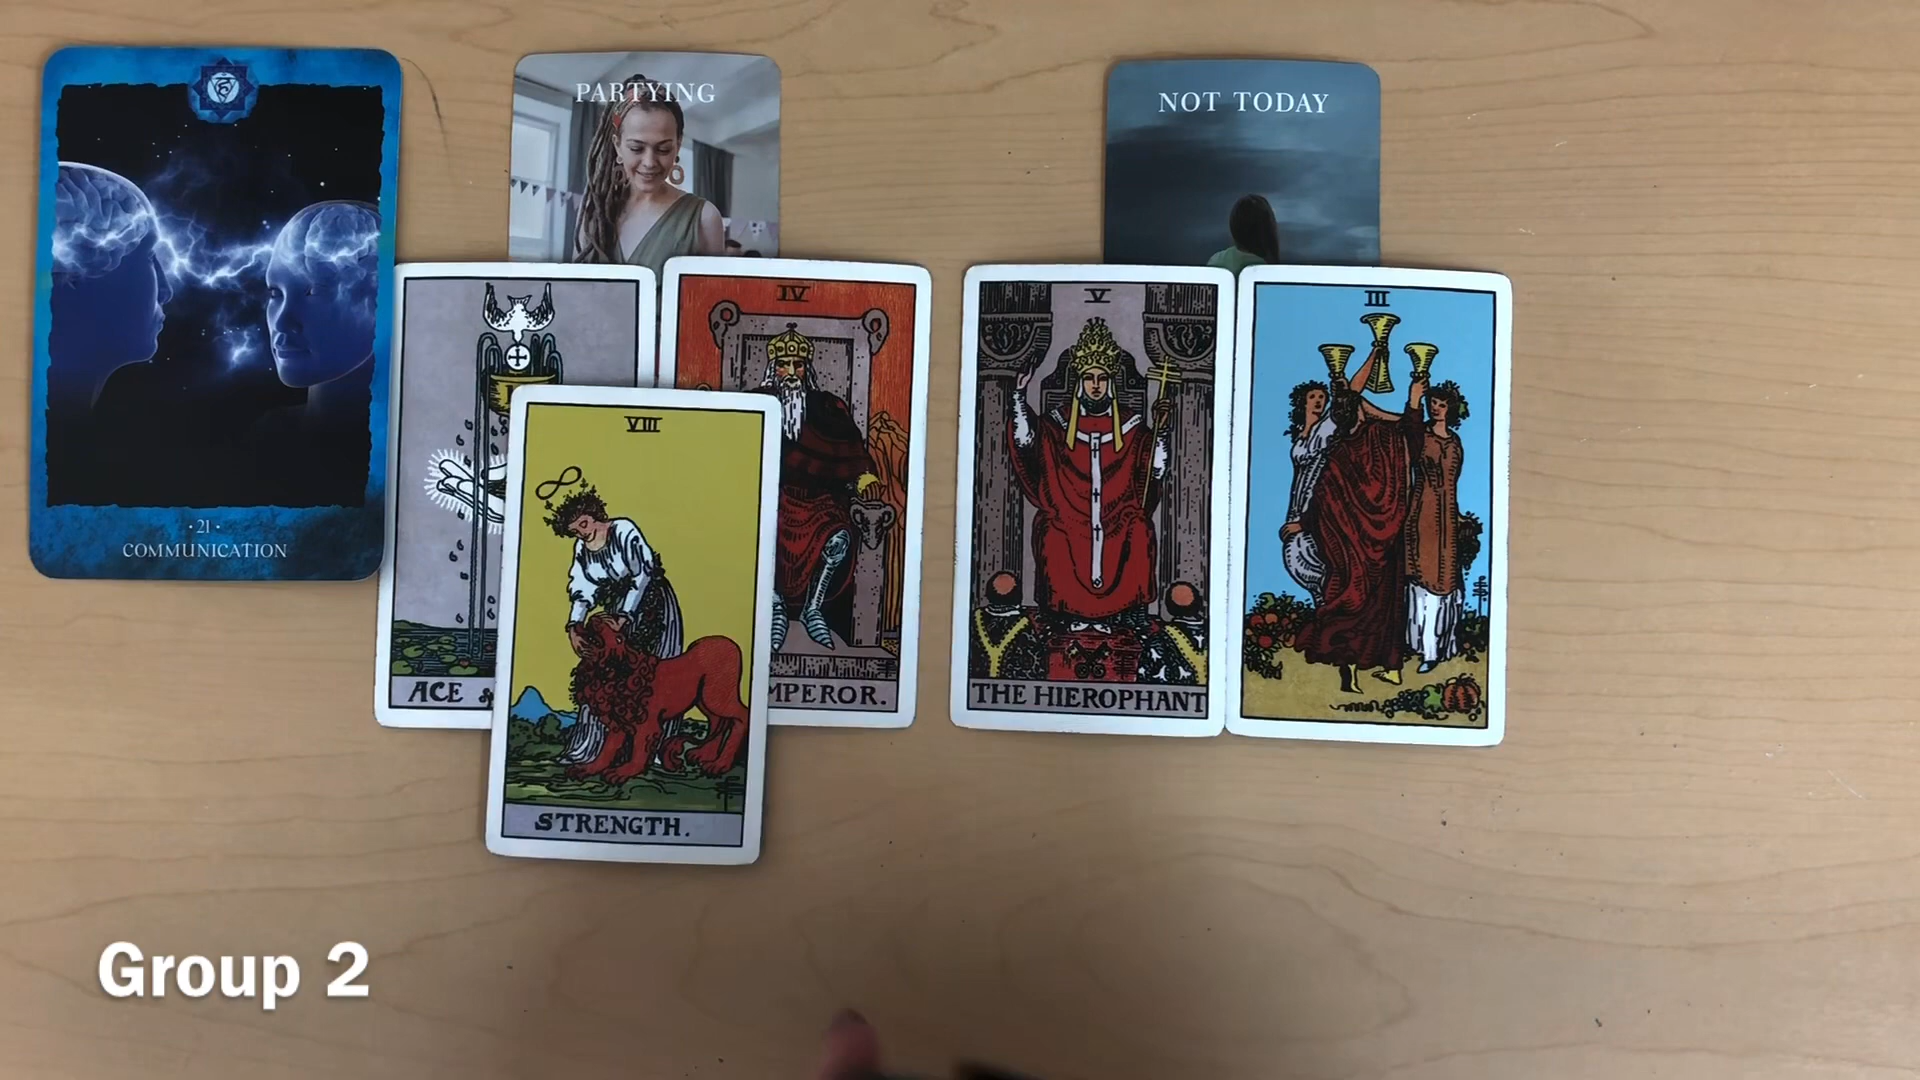 PARTYING
NOT TODAY
IV
V
III
VIII
· 21 ·
COMMUNICATION
ACE
MPEROR.
THE HIEROPHANT
STRENGTH.
Group 2